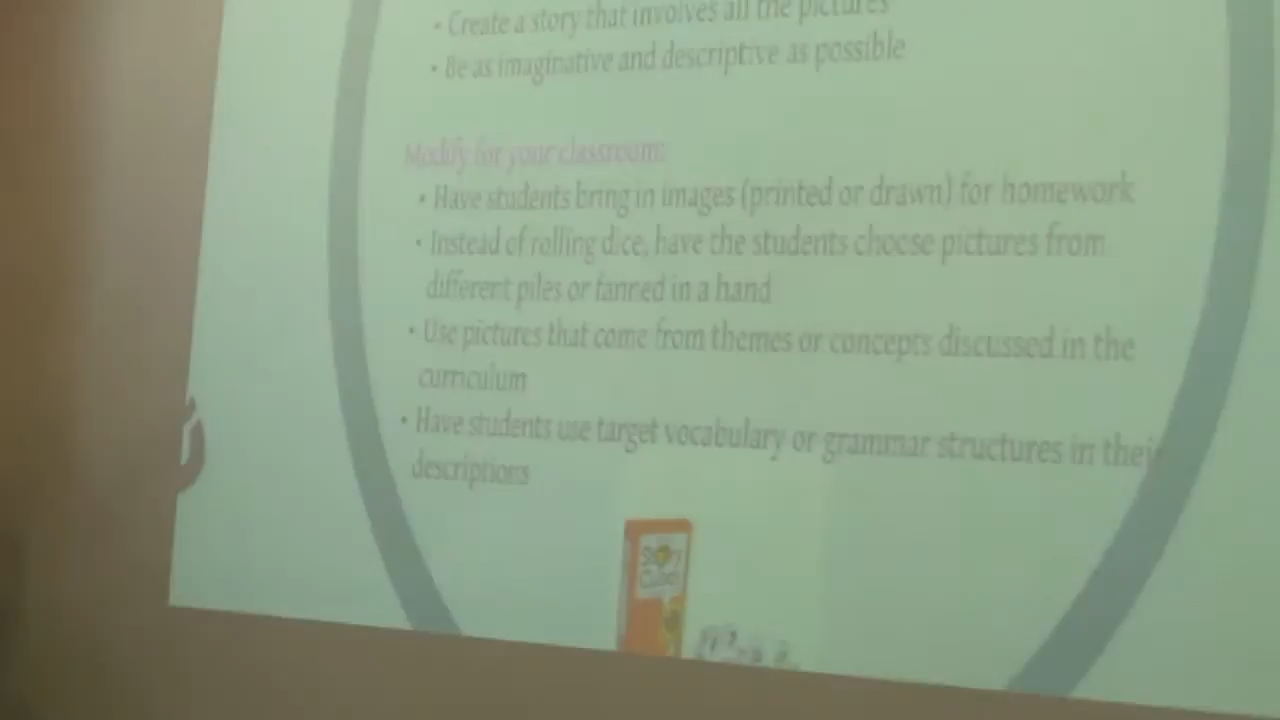 • Create a story that involves all the pictures
• Be as imaginative and descriptive as possible
Modify for your classroom:
• Have students bring in images (printed or drawn) for homework
• Instead of rolling dice, have the students choose pictures from
different piles or fanned in a hand
• Use pictures that come from themes or concepts discussed in the
curriculum
• Have students use target vocabulary or grammar structures in their
descriptions
Story
Cubes